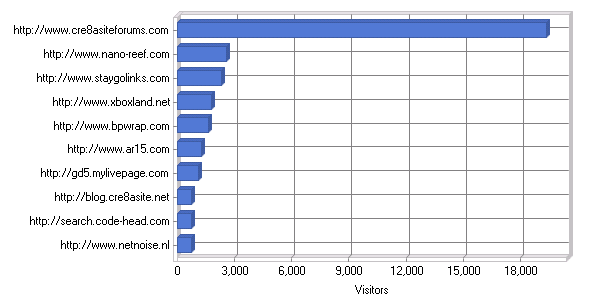 http://www.cre8asiteforums.com
http://www.nano-reef.com
http://www.staygolinks.com
http://www.xboxland.net
http://www.bpwrap.com
http://www.ar15.com
http://gd5.mylivepage.com
http://blog.cre8asite.net
http://search.code-head.com
http://www.netnoise.nl
0 3,000 6,000 9,000 12,000 15,000 18,000
Visitors